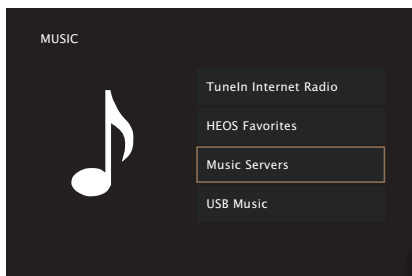 MUSIC
TuneIn Internet Radio
HEOS Favorites
Music Servers
USB Music